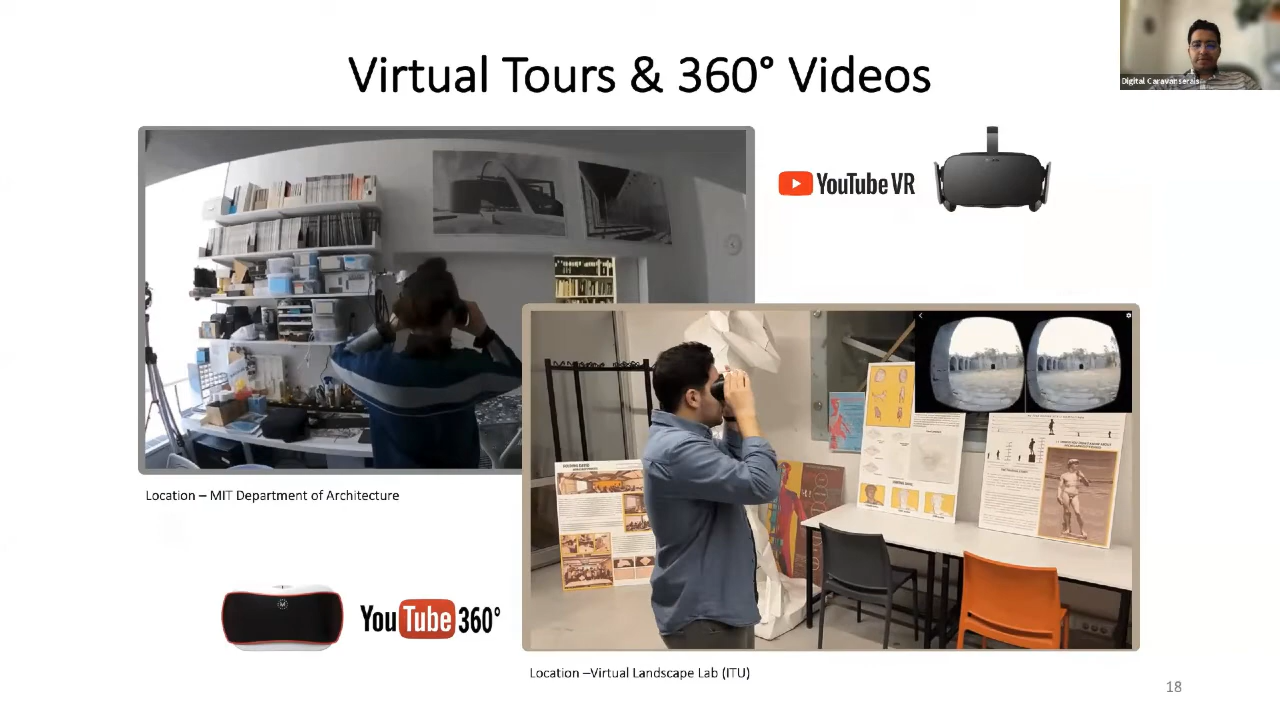 Virtual Tours & 360° Videos
Digital Caravanserais
YouTube VR
Location – MIT Department of Architecture
YouTube 360°
Location –Virtual Landscape Lab (ITU)
18